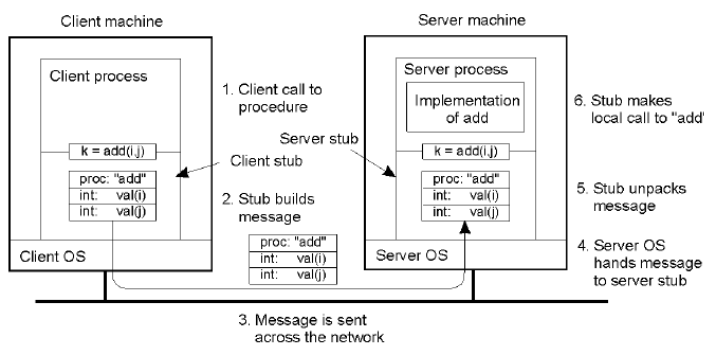 Client machine
Server machine
Client process
Server process
1. Client call to
procedure
Implementation
of add
6. Stub makes
local call to "add"
Server stub
k = add(i,j)
k = add(i,j)
Client stub
proc: "add"
int: val(i)
int: val(j)
proc: "add"
int: val(i)
int: val(j)
2. Stub builds
message
5. Stub unpacks
message
proc: "add"
int: val(i)
int: val(j)
4. Server OS
hands message
to server stub
Client OS
Server OS
3. Message is sent
across the network